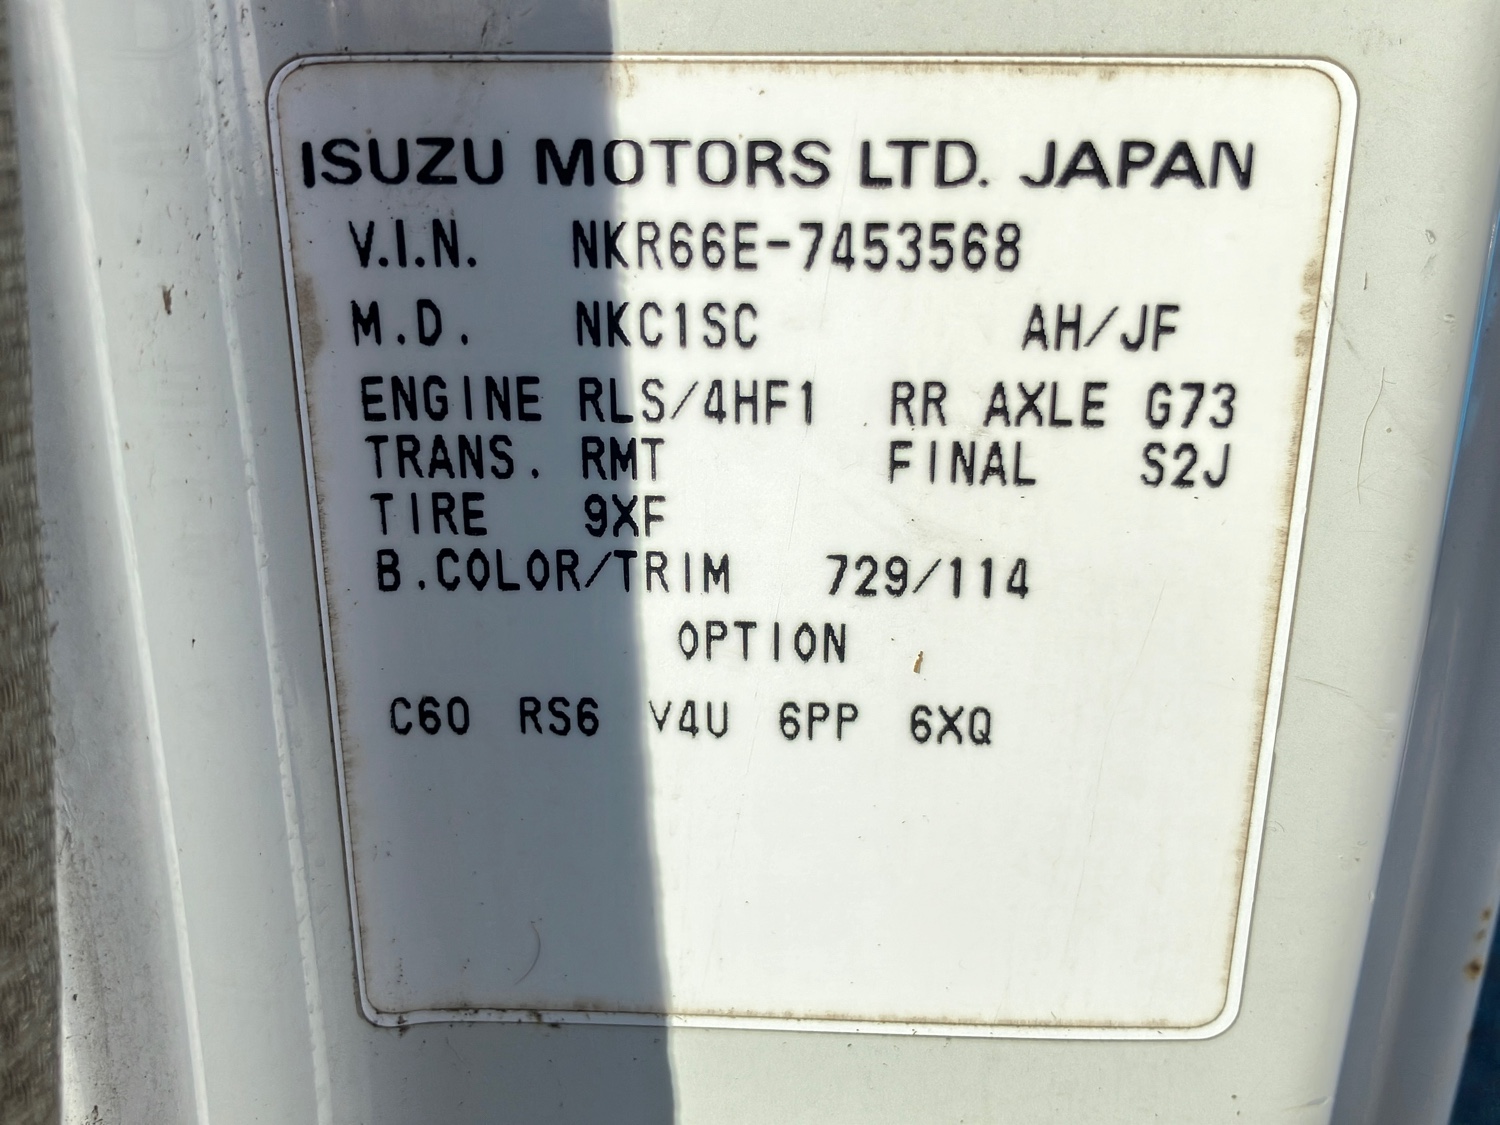 ISUZU MOTORS LTD. JAPAN
V.I.N. NKR66E-7453568
M.D. NKC1SC AH/JF
ENGINE RLS/4HF1 RR AXLE G73
TRANS. RMT FINAL S2J
TIRE 9XF
B.COLOR/TRIM 729/114
OPTION
C60 RS6 V4U 6PP 6XQ